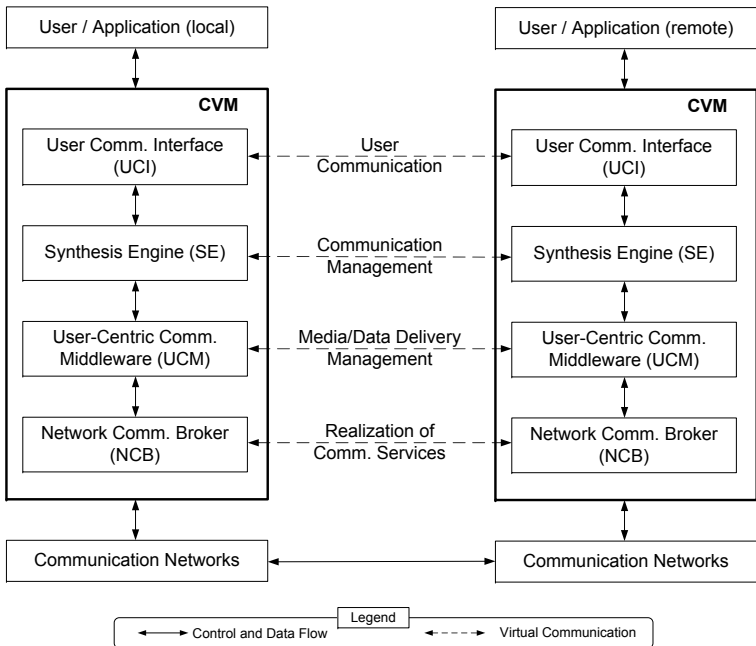 User / Application (local)
User / Application (remote)
CVM
CVM
User Comm. Interface
(UCI)
User
Communication
User Comm. Interface
(UCI)
Synthesis Engine (SE)
Communication
Management
Synthesis Engine (SE)
User-Centric Comm.
Middleware (UCM)
Media/Data Delivery
Management
User-Centric Comm.
Middleware (UCM)
Network Comm. Broker
(NCB)
Realization of
Comm. Services
Network Comm. Broker
(NCB)
Communication Networks
Communication Networks
Legend
Control and Data Flow
Virtual Communication